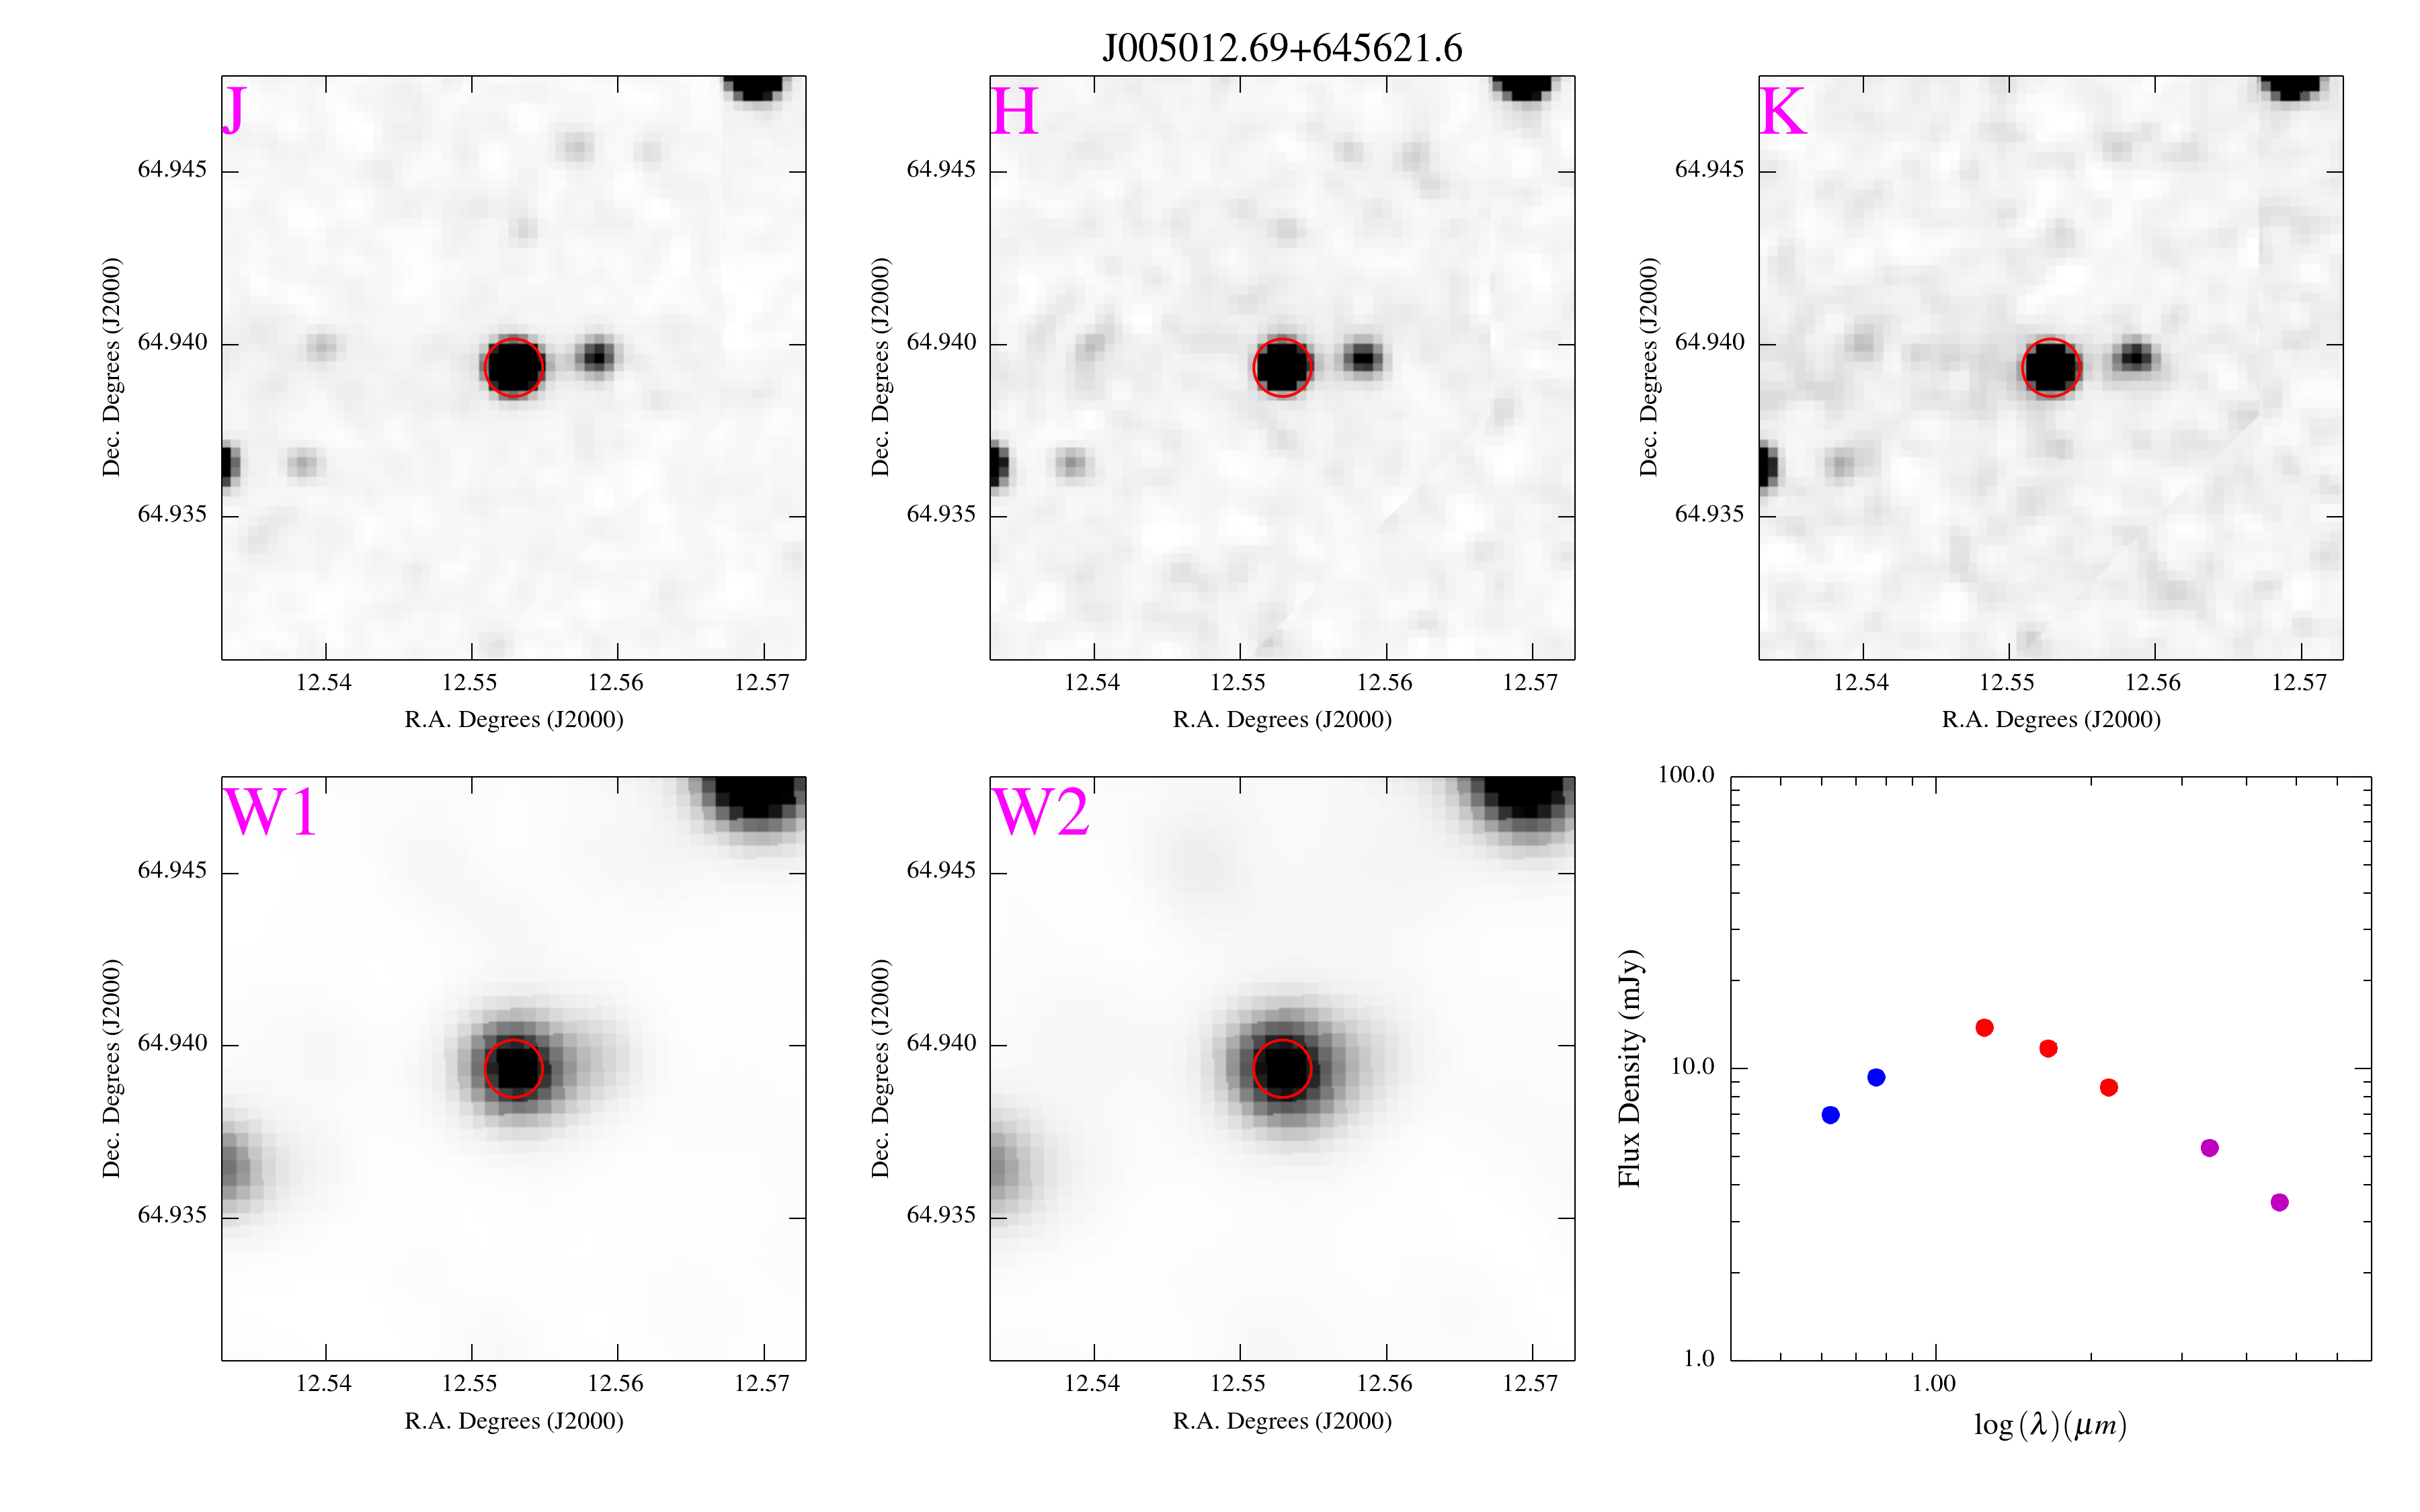 J005012.69+645621.6
J
H
K
64.945
64.940
64.935
Dec. Degrees (J2000)
12.54 12.55 12.56 12.57
R.A. Degrees (J2000)
64.945
64.940
64.935
Dec. Degrees (J2000)
12.54 12.55 12.56 12.57
R.A. Degrees (J2000)
64.945
64.940
64.935
Dec. Degrees (J2000)
12.54 12.55 12.56 12.57
R.A. Degrees (J2000)
W1
64.945
64.940
64.935
Dec. Degrees (J2000)
12.54 12.55 12.56 12.57
R.A. Degrees (J2000)
W2
64.945
64.940
64.935
Dec. Degrees (J2000)
12.54 12.55 12.56 12.57
R.A. Degrees (J2000)
100.0
10.0
1.0
Flux Density (mJy)
1.00
log (λ)(μm)